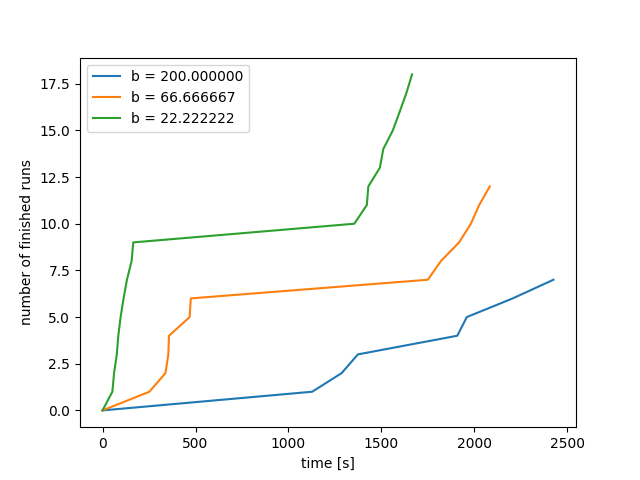 b = 200.000000
b = 66.666667
b = 22.222222
17.5
15.0
12.5
10.0
7.5
5.0
2.5
0.0
number of finished runs
0 500 1000 1500 2000 2500
time [s]